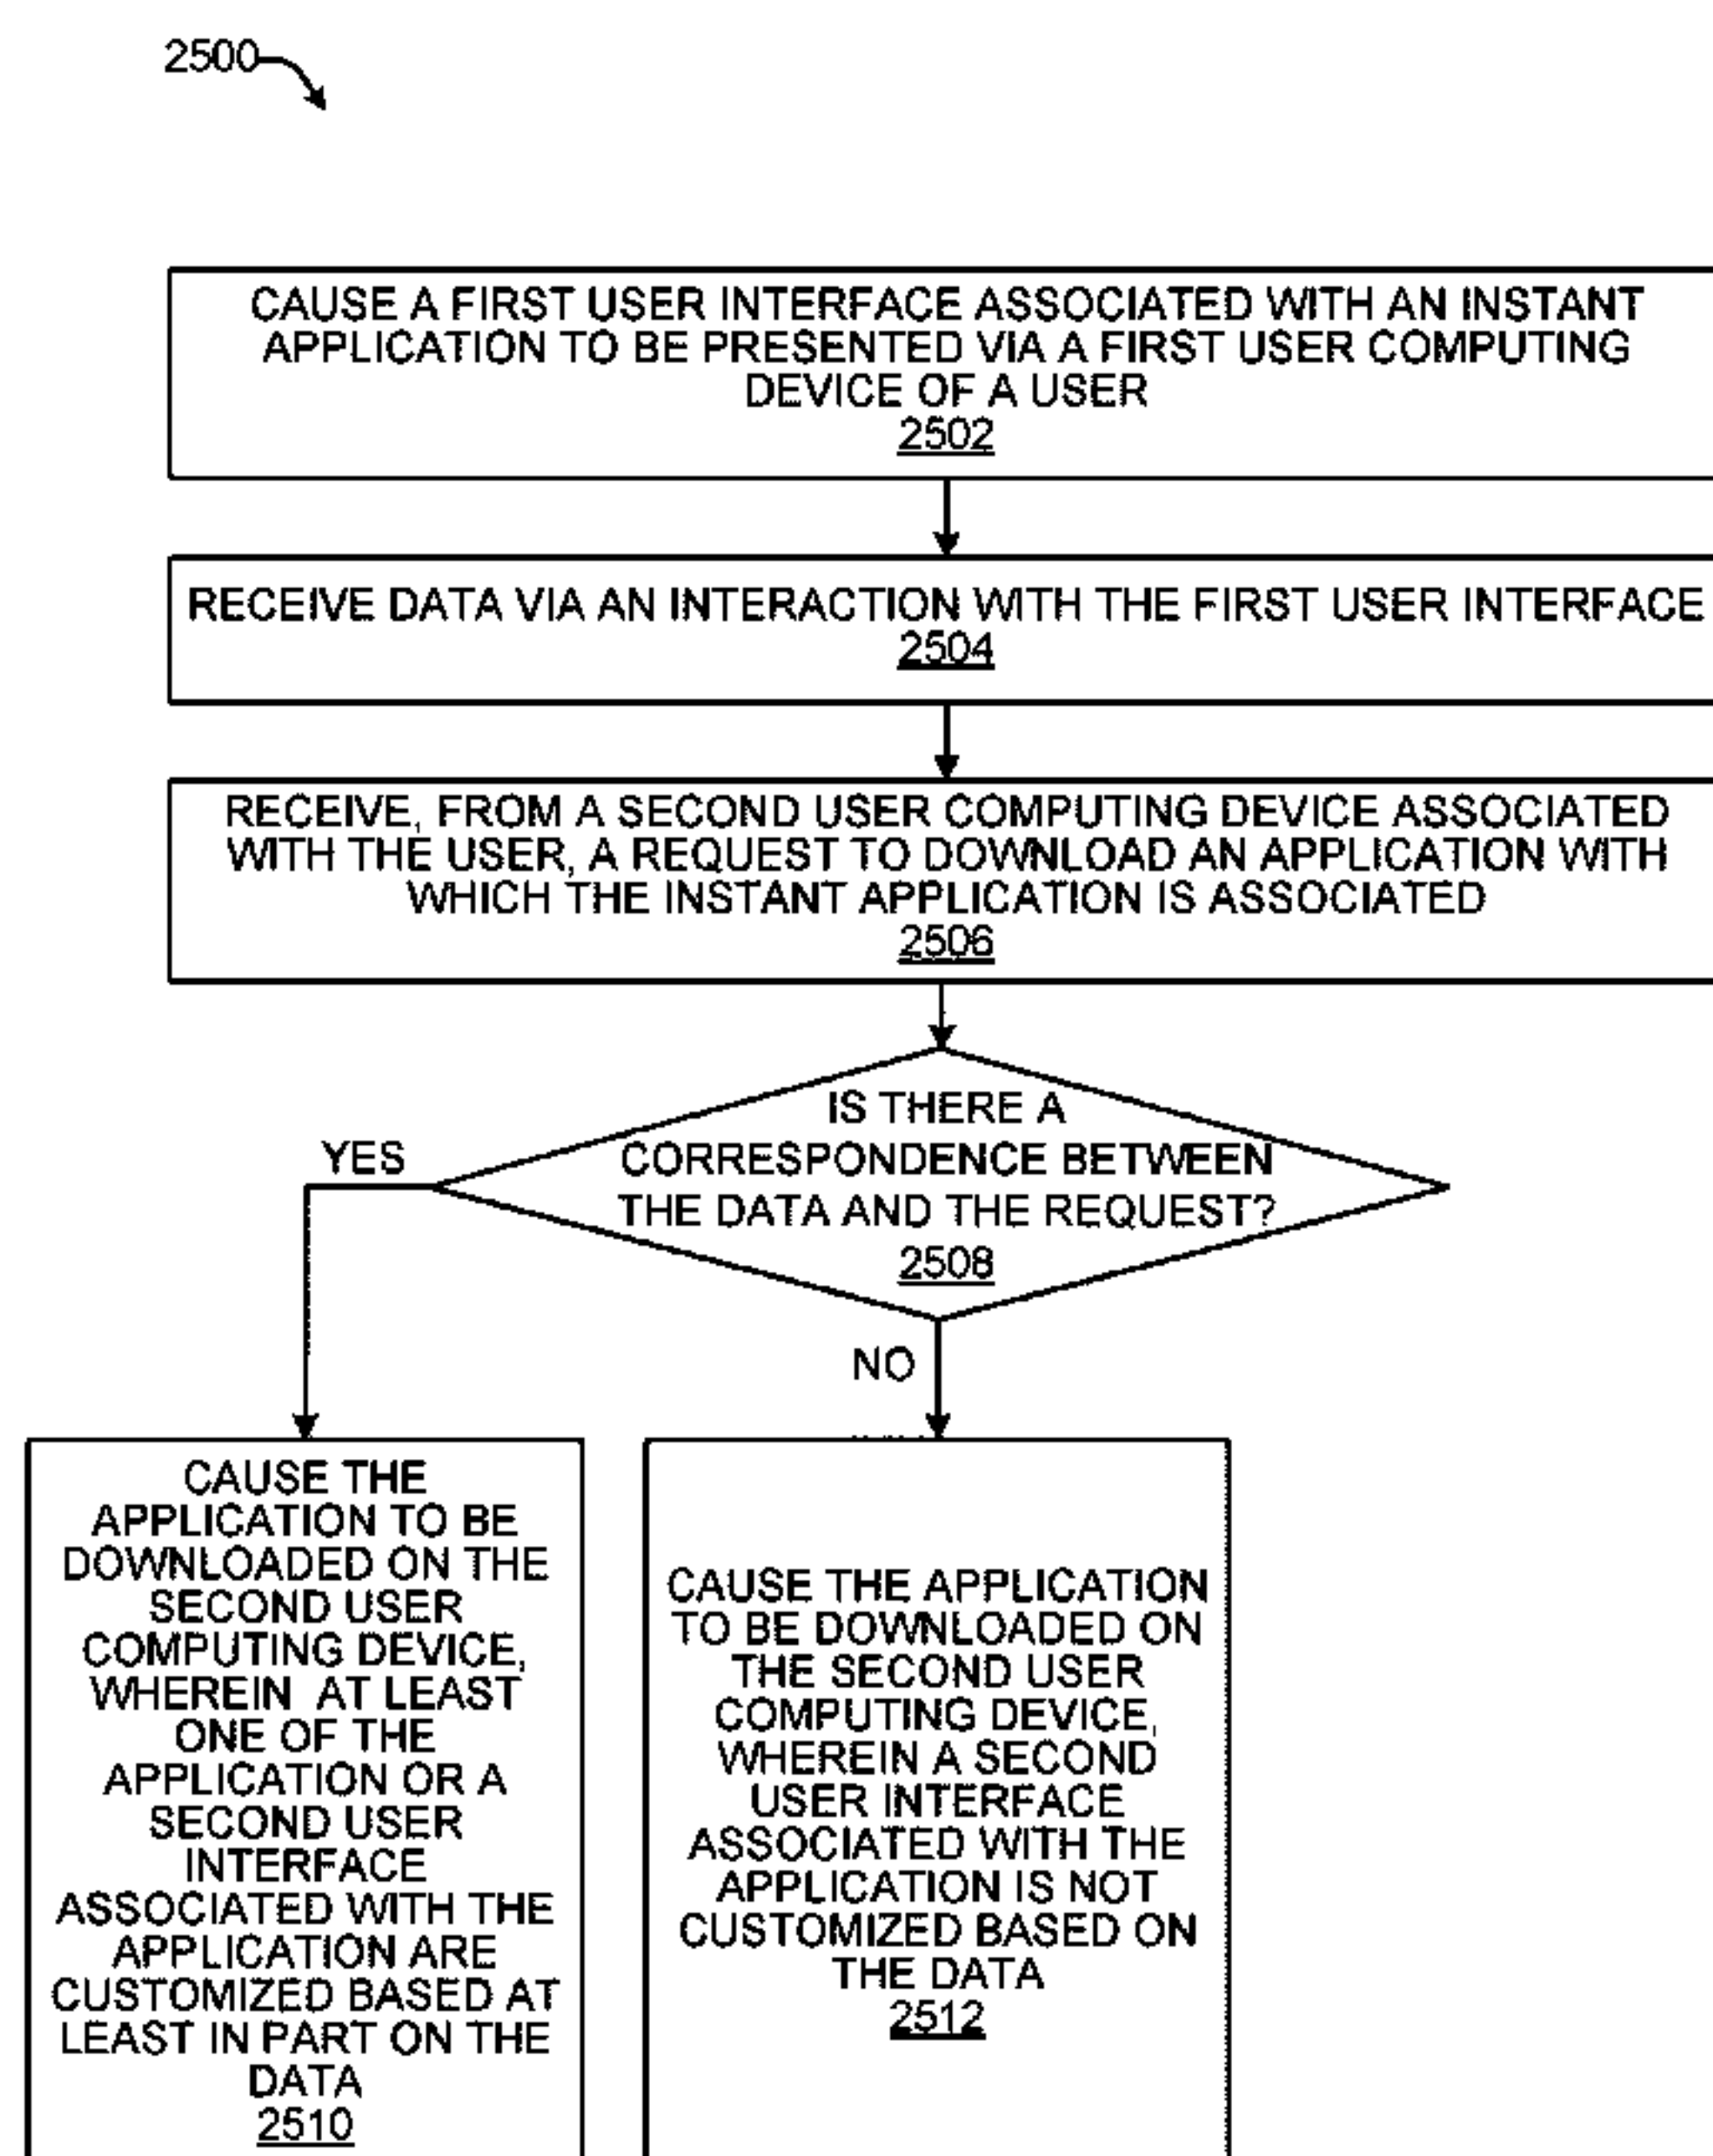 2500
CAUSE A FIRST USER INTERFACE ASSOCIATED WITH AN INSTANT
APPLICATION TO BE PRESENTED VIA A FIRST USER COMPUTING
DEVICE OF A USER
2502
RECEIVE DATA VIA AN INTERACTION WITH THE FIRST USER INTERFACE
2504
RECEIVE, FROM A SECOND USER COMPUTING DEVICE ASSOCIATED
WITH THE USER, A REQUEST TO DOWNLOAD AN APPLICATION WITH
WHICH THE INSTANT APPLICATION IS ASSOCIATED
2506
IS THERE A
CORRESPONDENCE BETWEEN
THE DATA AND THE REQUEST?
2508
YES
NO
CAUSE THE
APPLICATION TO BE
DOWNLOADED ON THE
SECOND USER
COMPUTING DEVICE,
WHEREIN AT LEAST
ONE OF THE
APPLICATION OR A
SECOND USER
INTERFACE
ASSOCIATED WITH THE
APPLICATION ARE
CUSTOMIZED BASED AT
LEAST IN PART ON THE
DATA
2510
CAUSE THE APPLICATION
TO BE DOWNLOADED ON
THE SECOND USER
COMPUTING DEVICE,
WHEREIN A SECOND
USER INTERFACE
ASSOCIATED WITH THE
APPLICATION IS NOT
CUSTOMIZED BASED ON
THE DATA
2512